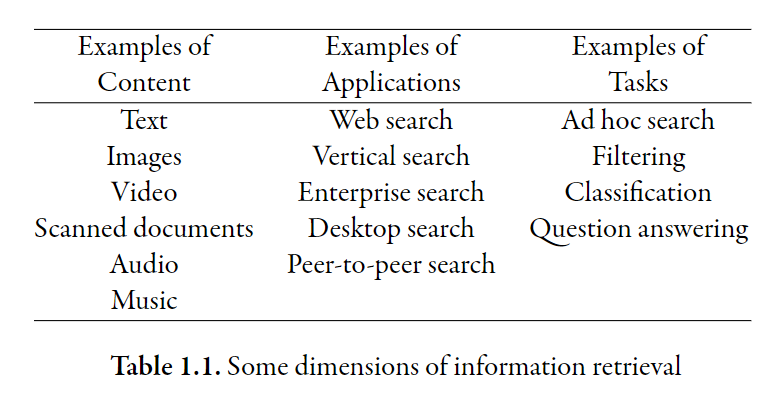 Examples of Examples of Examples of
Content Applications Tasks
Text Web search Ad hoc search
Images Vertical search Filtering
Video Enterprise search Classification
Scanned documents Desktop search Question answering
Audio Peer-to-peer search
Music
Table 1.1. Some dimensions of information retrieval